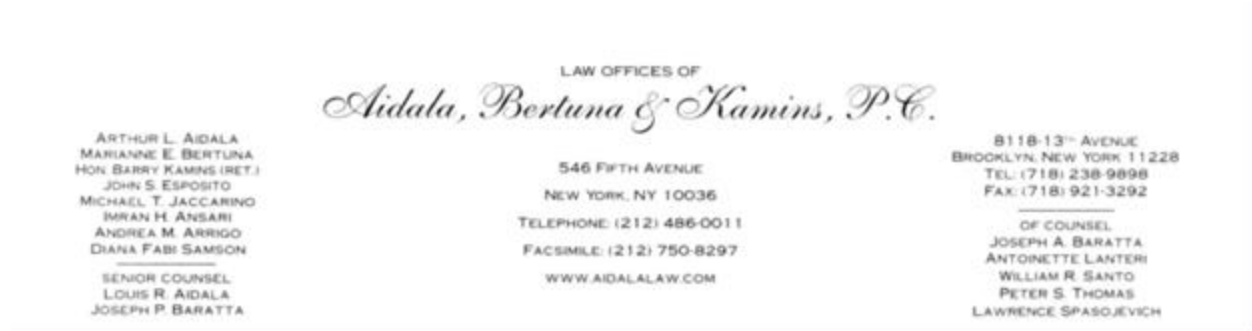 LAW OFFICES OF
Aidala, Bertuna & Kamins, P.C.
ARTHUR L. AIDALA
MARIANNE E. BERTUNA
HON. BARRY KAMINS (RET.)
JOHN S. ESPOSITO
MICHAEL T. JACCARINO
IMRAN H. ANSARI
ANDREA M. ARRIGO
DIANA FABI SAMSON
SENIOR COUNSEL
LOUIS R. AIDALA
JOSEPH P. BARATTA
546 FIFTH AVENUE
NEW YORK, NY 10036
TELEPHONE: (212) 486-0011
FACSIMILE: (212) 750-8297
WWW.AIDALALAW.COM
8118-13TH AVENUE
BROOKLYN, NEW YORK 11228
TEL: (718) 238-9898
FAX: (718) 921-3292
OF COUNSEL
JOSEPH A. BARATTA
ANTOINETTE LANTERI
WILLIAM R. SANTO
PETER S. THOMAS
LAWRENCE SPASOJEVICH